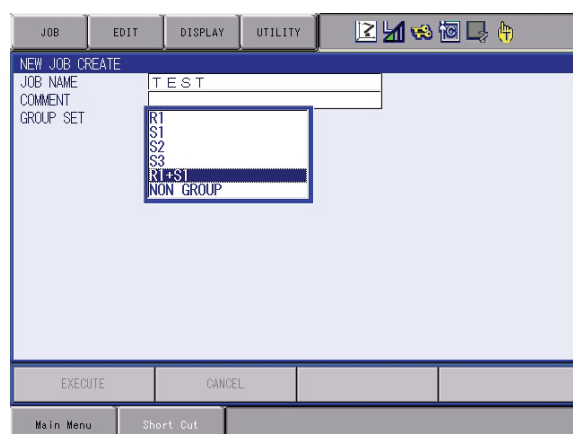 JOB EDIT DISPLAY UTILITY
NEW JOB CREATE
JOB NAME TEST
COMMENT
GROUP SET
R1
S1
S2
S3
R1+S1
NON GROUP
EXECUTE CANCEL
Main Menu Short Cut